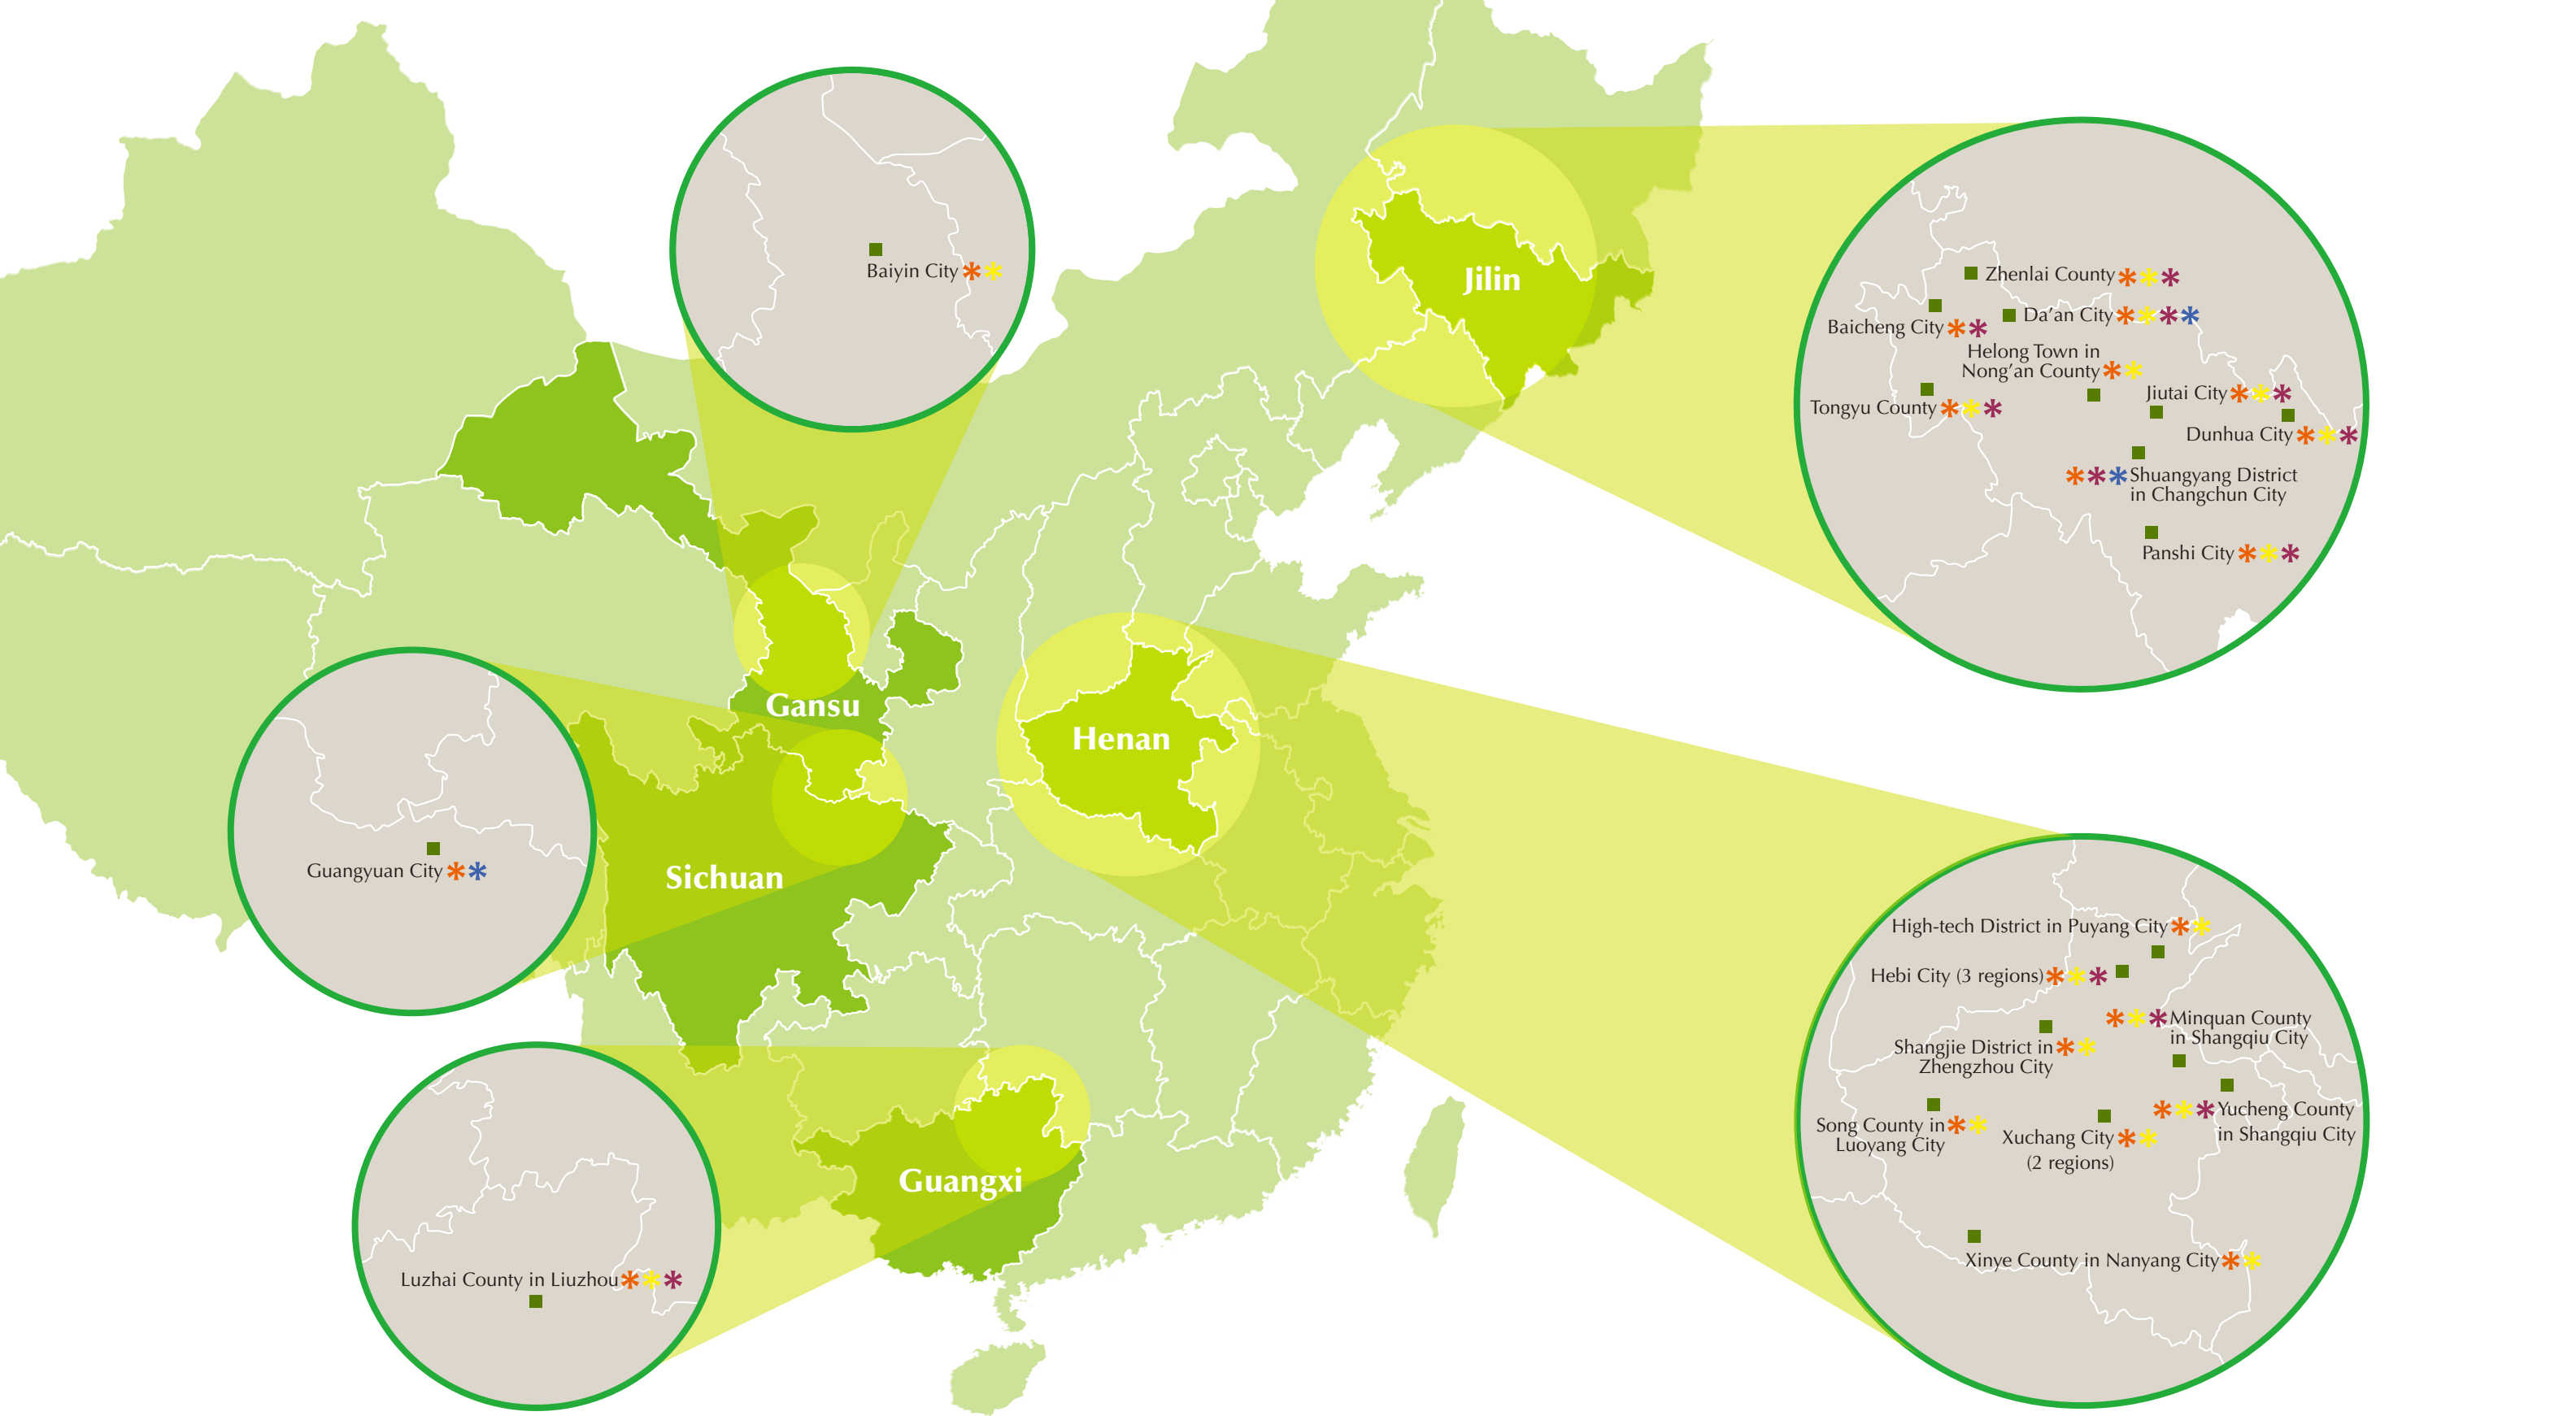 Baiyin City
Jilin
Zhenlai County
Da’an City
Baicheng City
Helong Town in
Nong’an County
Jiutai City
Tongyu County
Dunhua City
Shuangyang District
in Changchun City
Panshi City
Gansu
Henan
Sichuan
Guangyuan City
High-tech District in Puyang City
Hebi City (3 regions)
Minquan County
in Shangqiu City
Shangjie District in
Zhengzhou City
Yucheng County
in Shangqiu City
Song County in
Luoyang City
Xuchang City
(2 regions)
Guangxi
Xinye County in Nanyang City
Luzhai County in Liuzhou